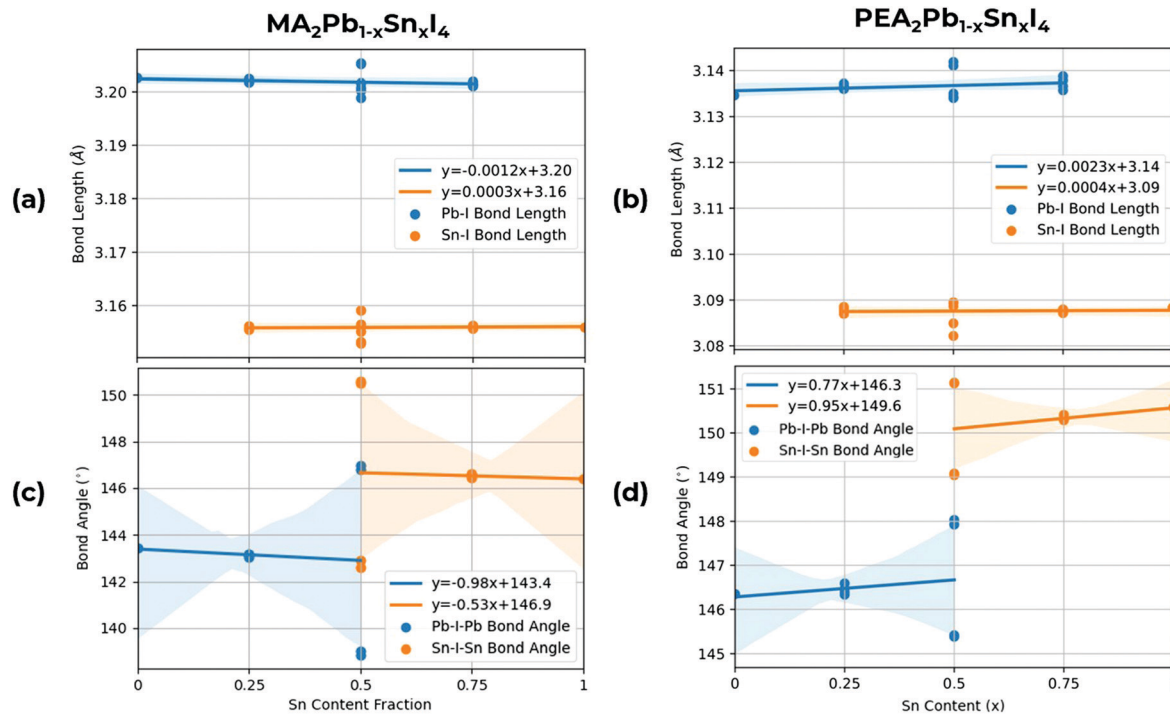 MA₂Pb₁₋ₓSnₓI₄
PEA₂Pb₁₋ₓSnₓI₄
(a)
Bond Length (Å)
3.20
3.19
3.18
3.17
3.16
y=-0.0012x+3.20
y=0.0003x+3.16
Pb-I Bond Length
Sn-I Bond Length
(b)
Bond Length (Å)
3.14
3.13
3.12
3.11
3.10
3.09
3.08
y=0.0023x+3.14
y=0.0004x+3.09
Pb-I Bond Length
Sn-I Bond Length
(c)
Bond Angle (°)
150
148
146
144
142
140
y=-0.98x+143.4
y=-0.53x+146.9
Pb-I-Pb Bond Angle
Sn-I-Sn Bond Angle
0
0.25
0.5
0.75
1
Sn Content Fraction
(d)
Bond Angle (°)
151
150
149
148
147
146
145
y=0.77x+146.3
y=0.95x+149.6
Pb-I-Pb Bond Angle
Sn-I-Sn Bond Angle
0
0.25
0.5
0.75
Sn Content (x)